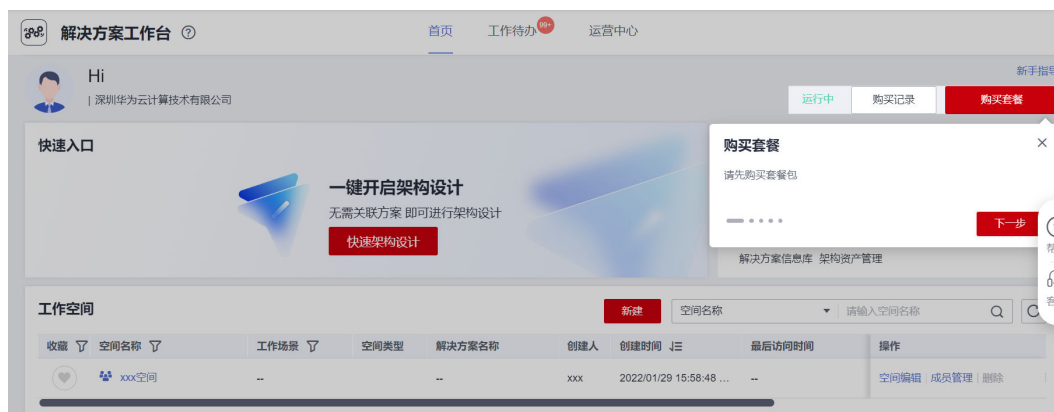 解决方案工作台
首页 工作待办 99+ 运营中心
Hi
| 深圳华为云计算技术有限公司
新手指导
运行中 购买记录 购买套餐
快速入口
一键开启架构设计
无需关联方案 即可进行架构设计
快速架构设计
购买套餐
请先购买套餐包
下一步
解决方案信息库 架构资产管理
工作空间
新建 空间名称 请输入空间名称
收藏 空间名称 工作场景 空间类型 解决方案名称 创建人 创建时间 最后访问时间 操作
xxx空间 -- -- xxx 2022/01/29 15:58:48 ... -- 空间编辑 | 成员管理 | 删除